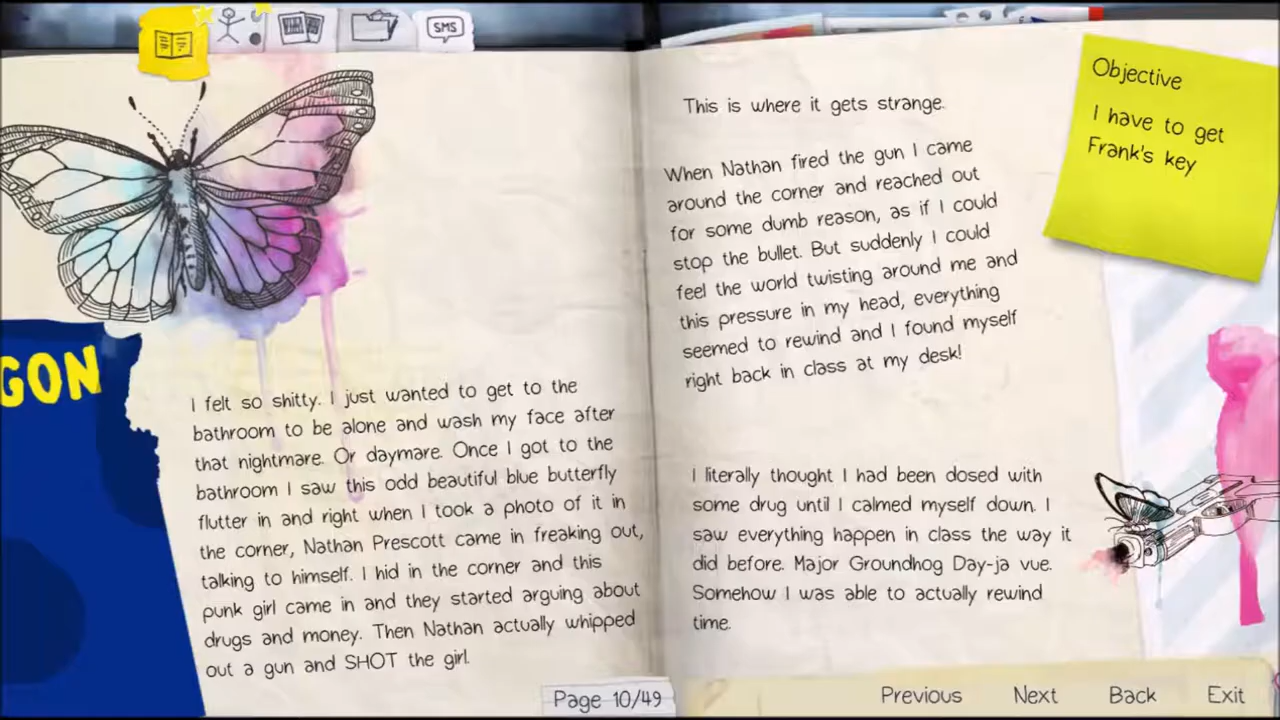 SMS
GON
I felt so shitty. I just wanted to get to the
bathroom to be alone and wash my face after
that nightmare. Or daymare. Once I got to the
bathroom I saw this odd beautiful blue butterfly
flutter in and right when I took a photo of it in
the corner, Nathan Prescott came in freaking out,
talking to himself. I hid in the corner and this
punk girl came in and they started arguing about
drugs and money. Then Nathan actually whipped
out a gun and SHOT the girl.
This is where it gets strange.
When Nathan fired the gun I came
around the corner and reached out
for some dumb reason, as if I could
stop the bullet. But suddenly I could
feel the world twisting around me and
this pressure in my head, everything
seemed to rewind and I found myself
right back in class at my desk!
I literally thought I had been dosed with
some drug until I calmed myself down. I
saw everything happen in class the way it
did before. Major Groundhog Day-ja vue.
Somehow I was able to actually rewind
time.
Objective
I have to get
Frank's key
Page 10/49
Previous Next Back Exit